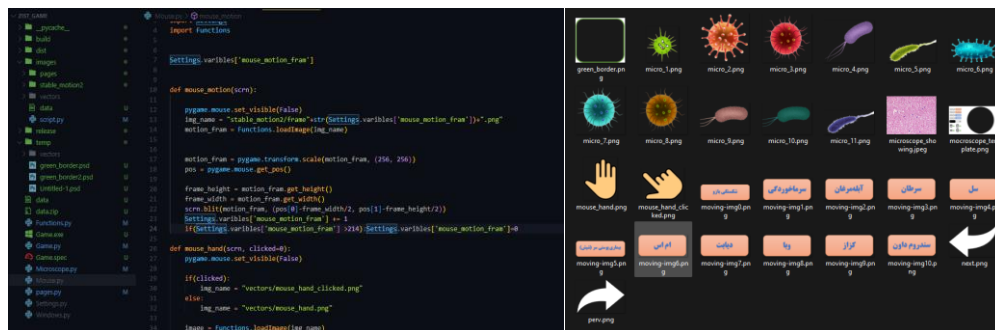 ZOZ_GAME
__pycache__
build
dist
images
pages
stable_motion2
vectors
data
script.py
release
temp
vectors
green_border.psd
green_border2.psd
Untitled-1.psd
data
data.zip
Functions.py
Game.exe
Game.py
Game.spec
Microscope.py
Mouse.py
pages.py
Settings.py
Windows.py
Mouse.py > mouse_motion
4 import Functions
7 Settings.varibles['mouse_motion_fram']
10 def mouse_motion(scrn):
pygame.mouse.set_visible(False)
img_name = "stable_motion2/frame"+str(Settings.varibles['mouse_motion_fram'])+".png"
motion_fram = Functions.loadImage(img_name)
motion_fram = pygame.transform.scale(motion_fram, (256, 256))
pos = pygame.mouse.get_pos()
frame_height = motion_fram.get_height()
frame_width = motion_fram.get_width()
scrn.blit(motion_fram, (pos[0]-frame_width/2, pos[1]-frame_height/2))
Settings.varibles['mouse_motion_fram'] += 1
if(Settings.varibles['mouse_motion_fram'] >214):Settings.varibles['mouse_motion_fram']=0
def mouse_hand(scrn, clicked=0):
pygame.mouse.set_visible(False)
if(clicked):
img_name = "vectors/mouse_hand_clicked.png"
else:
img_name = "vectors/mouse_hand.png"
image = Functions.loadImage(img_name)
green_border.png
micro_1.png
micro_2.png
micro_3.png
micro_4.png
micro_5.png
micro_6.png
micro_7.png
micro_8.png
micro_9.png
micro_10.png
micro_11.png
microscope_showing.jpeg
mocroscope_template.png
سرماخوردگی
آبله‌مرغان
سرطان
سل
mouse_hand.png
mouse_hand_clicked.png
moving-img0.png
moving-img1.png
moving-img2.png
moving-img3.png
moving-img4.png
ام اس
دیابت
وبا
کزاز
سندروم داون
moving-img5.png
moving-img6.png
moving-img7.png
moving-img8.png
moving-img9.png
moving-img10.png
next.png
perv.png